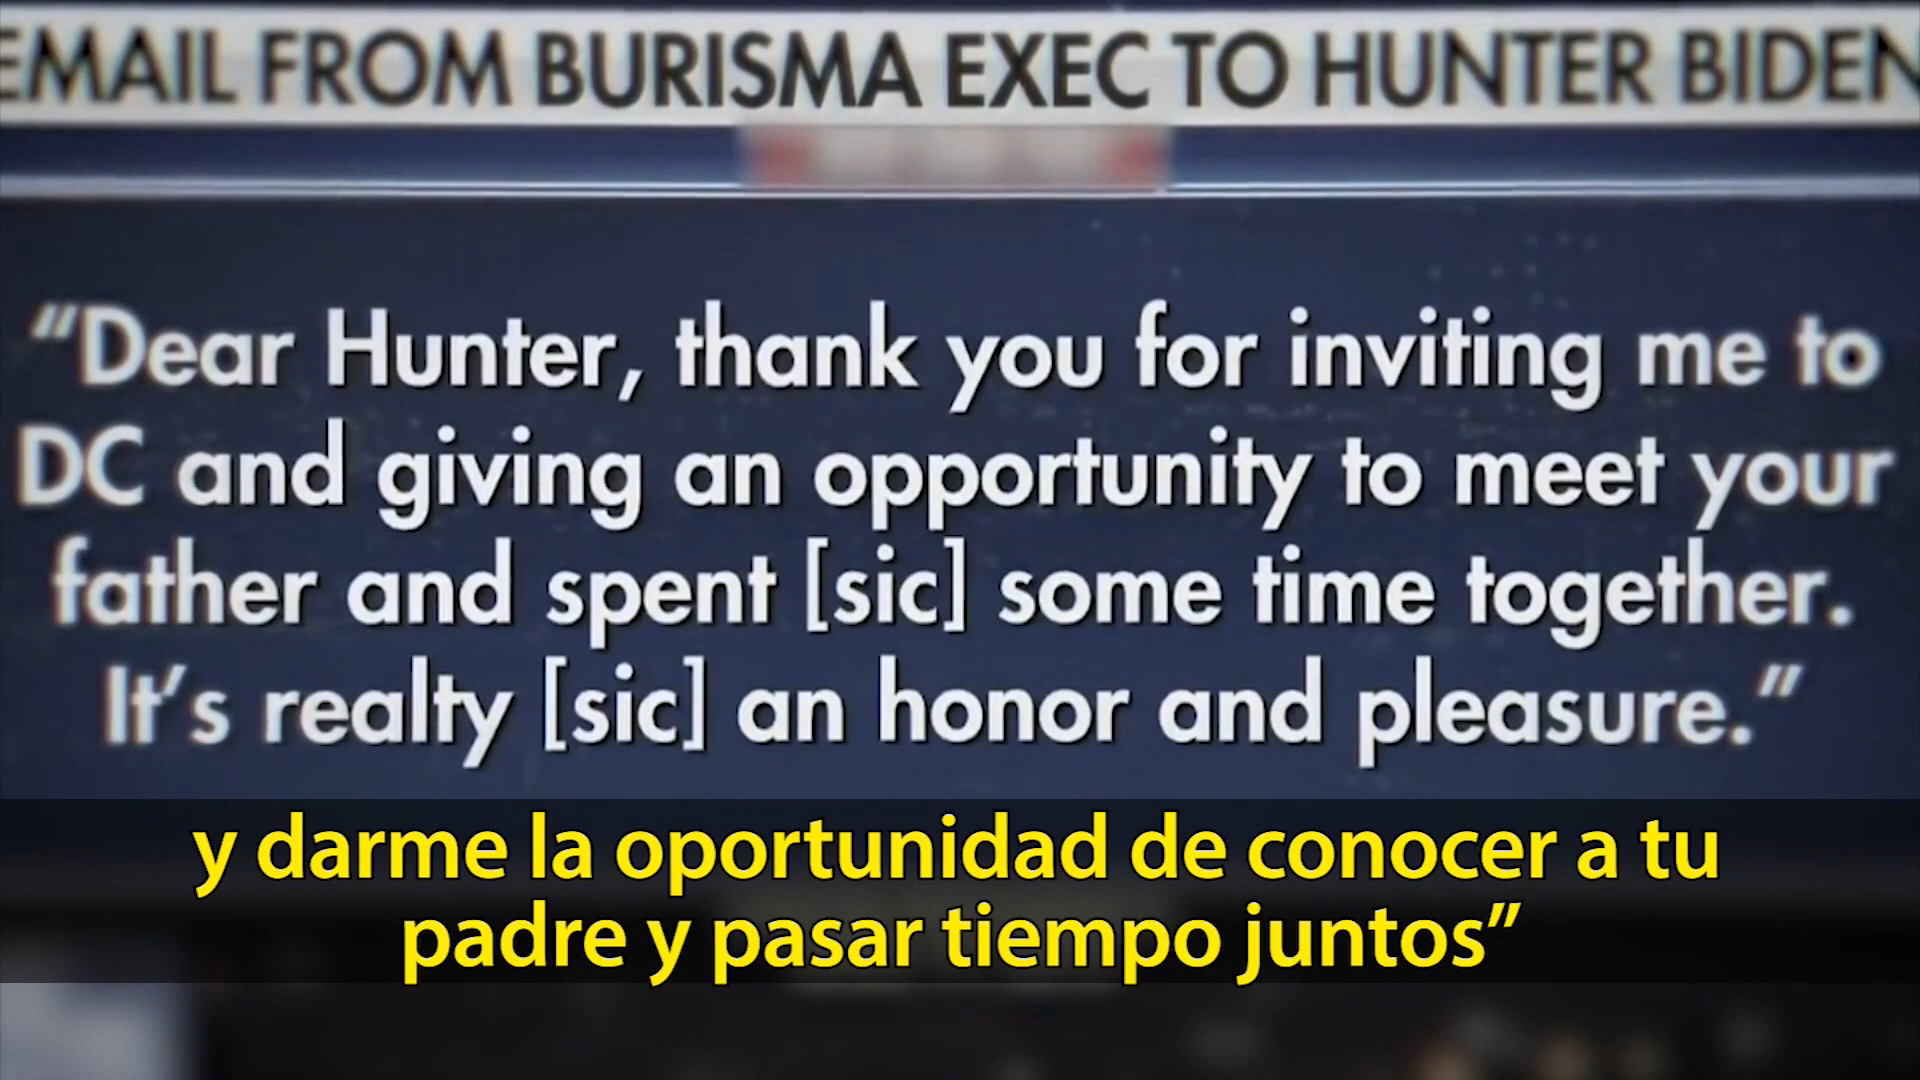 EMAIL FROM BURISMA EXEC TO HUNTER BIDEN
“Dear Hunter, thank you for inviting me to
DC and giving an opportunity to meet your
father and spent [sic] some time together.
It’s realty [sic] an honor and pleasure.”
y darme la oportunidad de conocer a tu
padre y pasar tiempo juntos”